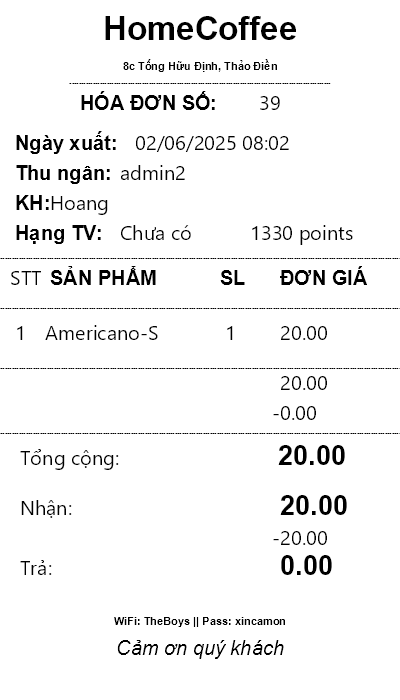 HomeCoffee
8c Tống Hữu Định, Thảo Điền
HÓA ĐƠN SỐ: 39
Ngày xuất: 02/06/2025 08:02
Thu ngân: admin2
KH:Hoang
Hạng TV: Chưa có 1330 points
STT SẢN PHẨM SL ĐƠN GIÁ
1 Americano-S 1 20.00
20.00
-0.00
Tổng cộng: 20.00
Nhận: 20.00
-20.00
Trả: 0.00
WiFi: TheBoys || Pass: xincamon
Cảm ơn quý khách